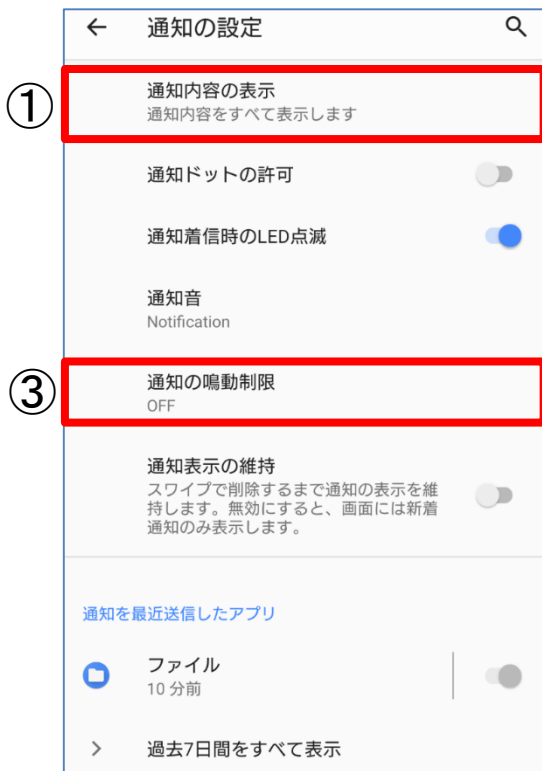 通知の設定
①
通知内容の表示
通知内容をすべて表示します
通知ドットの許可
通知着信時のLED点滅
通知音
Notification
③
通知の鳴動制限
OFF
通知表示の維持
スワイプで削除するまで通知の表示を維
持します。無効にすると、画面には新着
通知のみ表示します。
通知を最近送信したアプリ
ファイル
10 分前
過去7日間をすべて表示